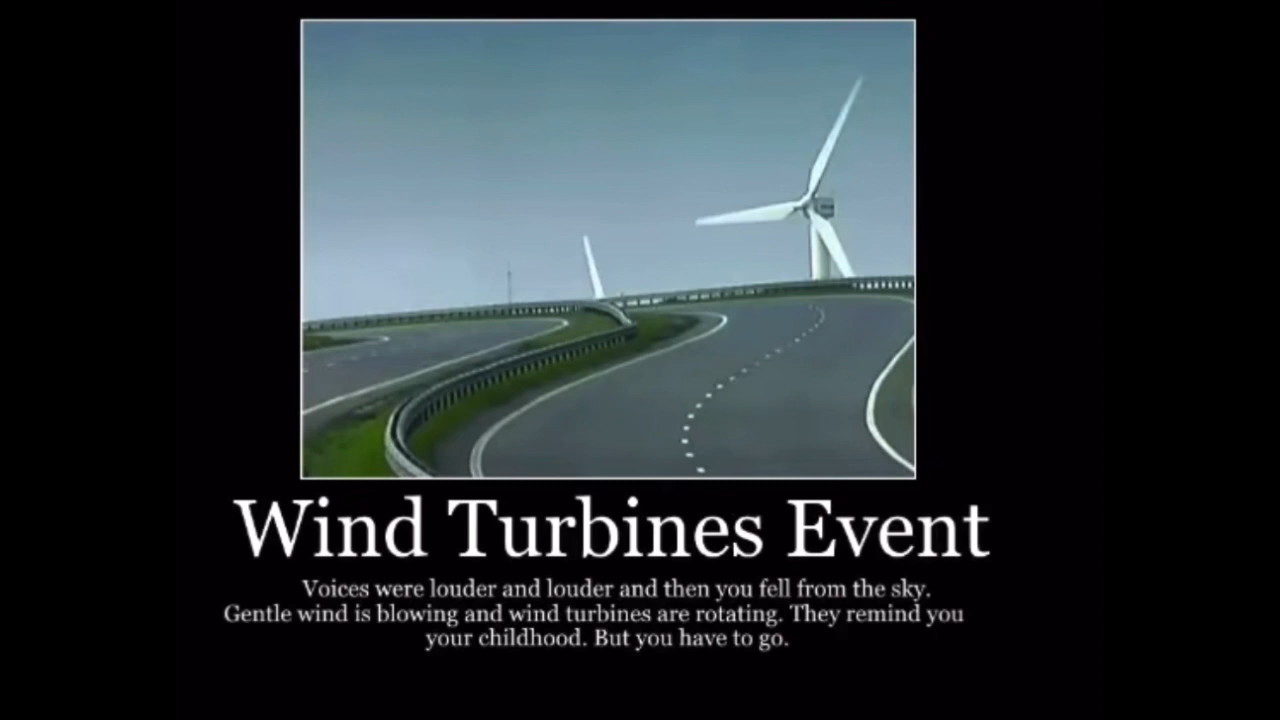 Wind Turbines Event
Voices were louder and louder and then you fell from the sky.
Gentle wind is blowing and wind turbines are rotating. They remind you
your childhood. But you have to go.